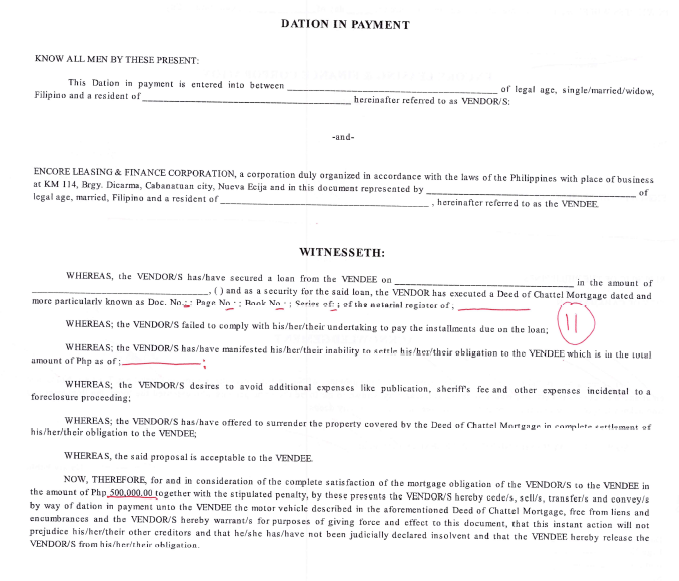 DATION IN PAYMENT
KNOW ALL MEN BY THESE PRESENT:
This Dation in payment is entered into between ________________ of legal age, single/married/widow,
Filipino and a resident of ________________ hereinafter referred to as VENDOR/S;
-and-
ENCORE LEASING & FINANCE CORPORATION, a corporation duly organized in accordance with the laws of the Philippines with place of business
at KM 114, Brgy. Dicarma, Cabanatuan city, Nueva Ecija and in this document represented by ________________ of
legal age, married, Filipino and a resident of ________________, hereinafter referred to as the VENDEE.
WITNESSETH:
WHEREAS, the VENDOR/S has/have secured a loan from the VENDEE on ________________ in the amount of
________________, ( ) and as a security for the said loan, the VENDOR has executed a Deed of Chattel Mortgage dated and
more particularly known as Doc. No.: ; Page No : ; Book No : ; Series of: ; of the notarial register of ; ________
WHEREAS; the VENDOR/S failed to comply with his/her/their undertaking to pay the installments due on the loan;
11
WHEREAS; the VENDOR/S has/have manifested his/her/their inability to settle his/her/their obligation to the VENDEE which is in the total
amount of Php as of ; ________ ;
WHEREAS; the VENDOR/S desires to avoid additional expenses like publication, sheriff's fee and other expenses incidental to a
foreclosure proceeding;
WHEREAS; the VENDOR/S has/have offered to surrender the property covered by the Deed of Chattel Mortgage in complete settlement of
his/her/their obligation to the VENDEE;
WHEREAS, the said proposal is acceptable to the VENDEE.
NOW, THEREFORE, for and in consideration of the complete satisfaction of the mortgage obligation of the VENDOR/S to the VENDEE in
the amount of Php 500,000.00 together with the stipulated penalty, by these presents the VENDOR/S hereby cede/s, sell/s, transfer/s and convey/s
by way of dation in payment unto the VENDEE the motor vehicle described in the aforementioned Deed of Chattel Mortgage, free from liens and
encumbrances and the VENDOR/S hereby warrant/s for purposes of giving force and effect to this document, that this instant action will not
prejudice his/her/their other creditors and that he/she has/have not been judicially declared insolvent and that the VENDEE hereby release the
VENDOR/S from his/her/their obligation.